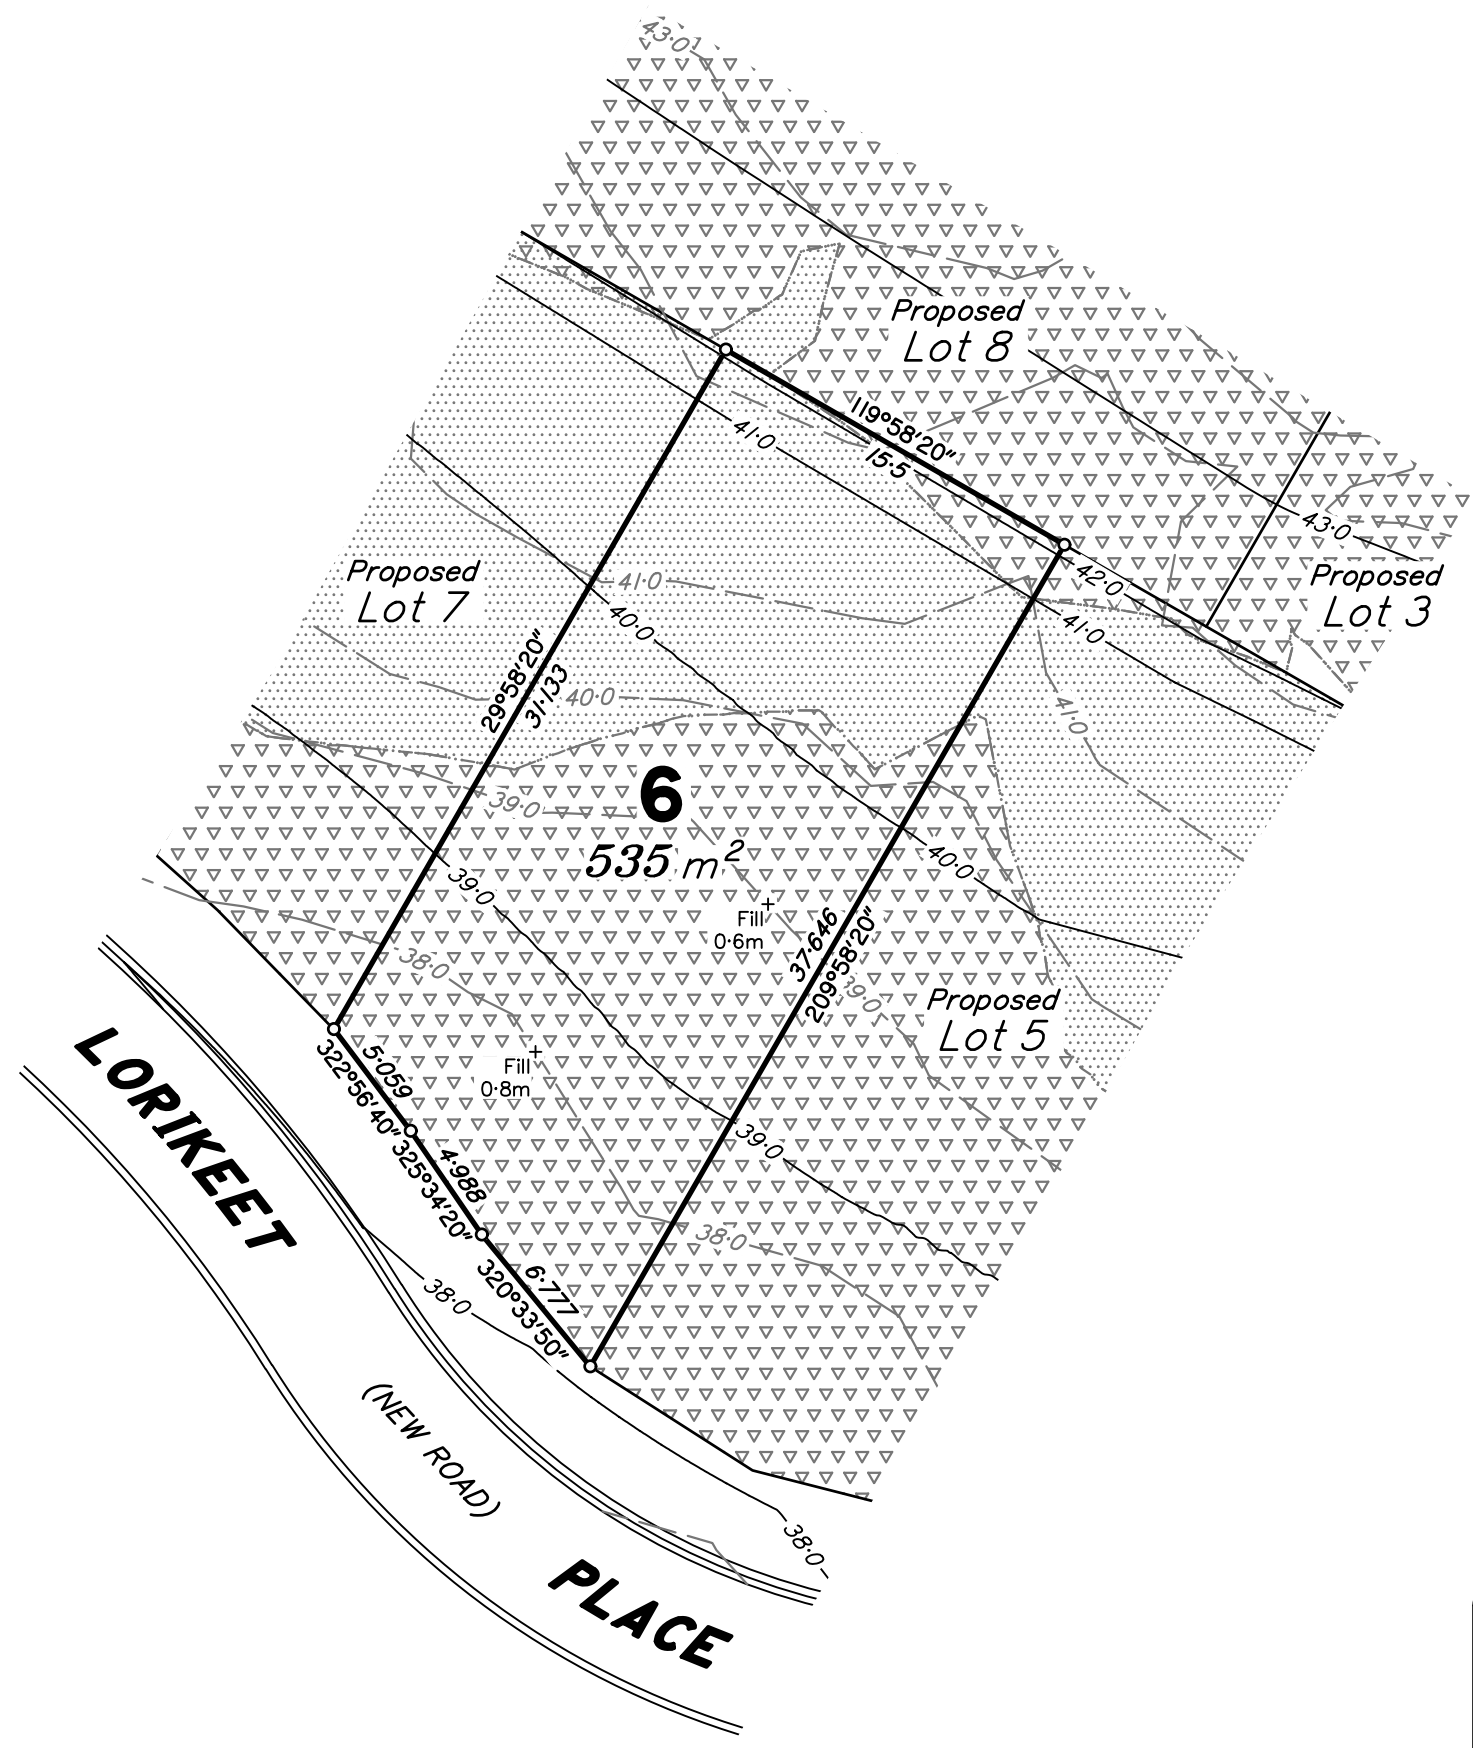 43·0
Proposed
Lot 8
119°58'20"
15·5
41·0
43·0
42·0
Proposed
Lot 3
41·0
Proposed
Lot 7
41·0
40·0
29°58'20"
31·133
40·0
41·0
39·0
6
535 m²
40·0
39·0
Fill
0·6m
37·646
209°58'20"
38·0
39·0
Proposed
Lot 5
Fill
0·8m
5·059
322°56'40"
39·0
4·988
325°34'20"
38·0
6·777
320°33'50"
38·0
LORIKEET
(NEW ROAD)
38·0
PLACE